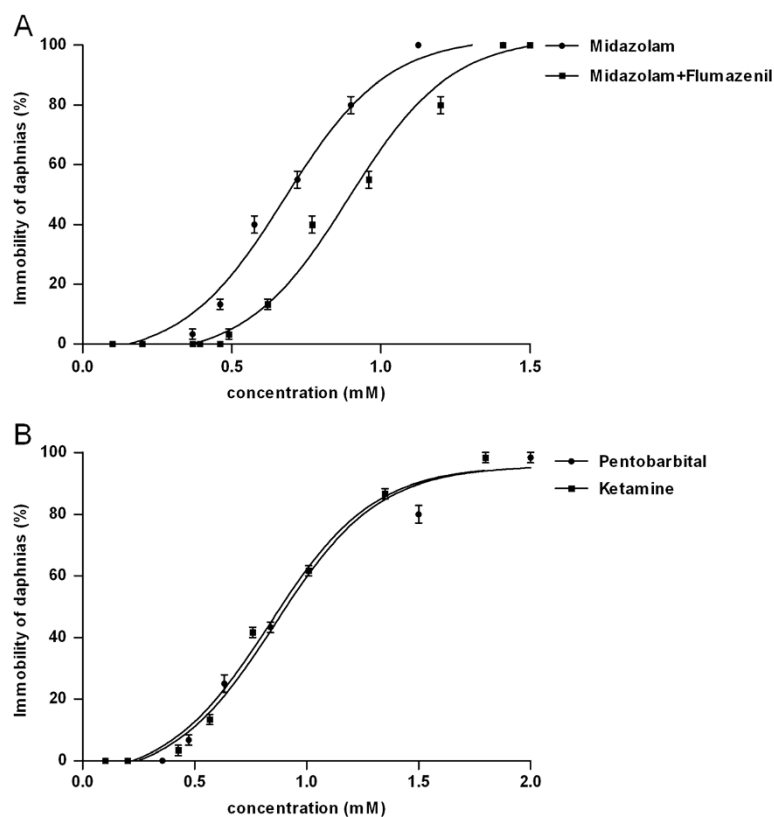 A
100
80
60
40
20
0
Immobility of daphnias (%)
0.0 0.5 1.0 1.5
concentration (mM)
Midazolam
Midazolam+Flumazenil
B
100
80
60
40
20
0
Immobility of daphnias (%)
0.0 0.5 1.0 1.5 2.0
concentration (mM)
Pentobarbital
Ketamine